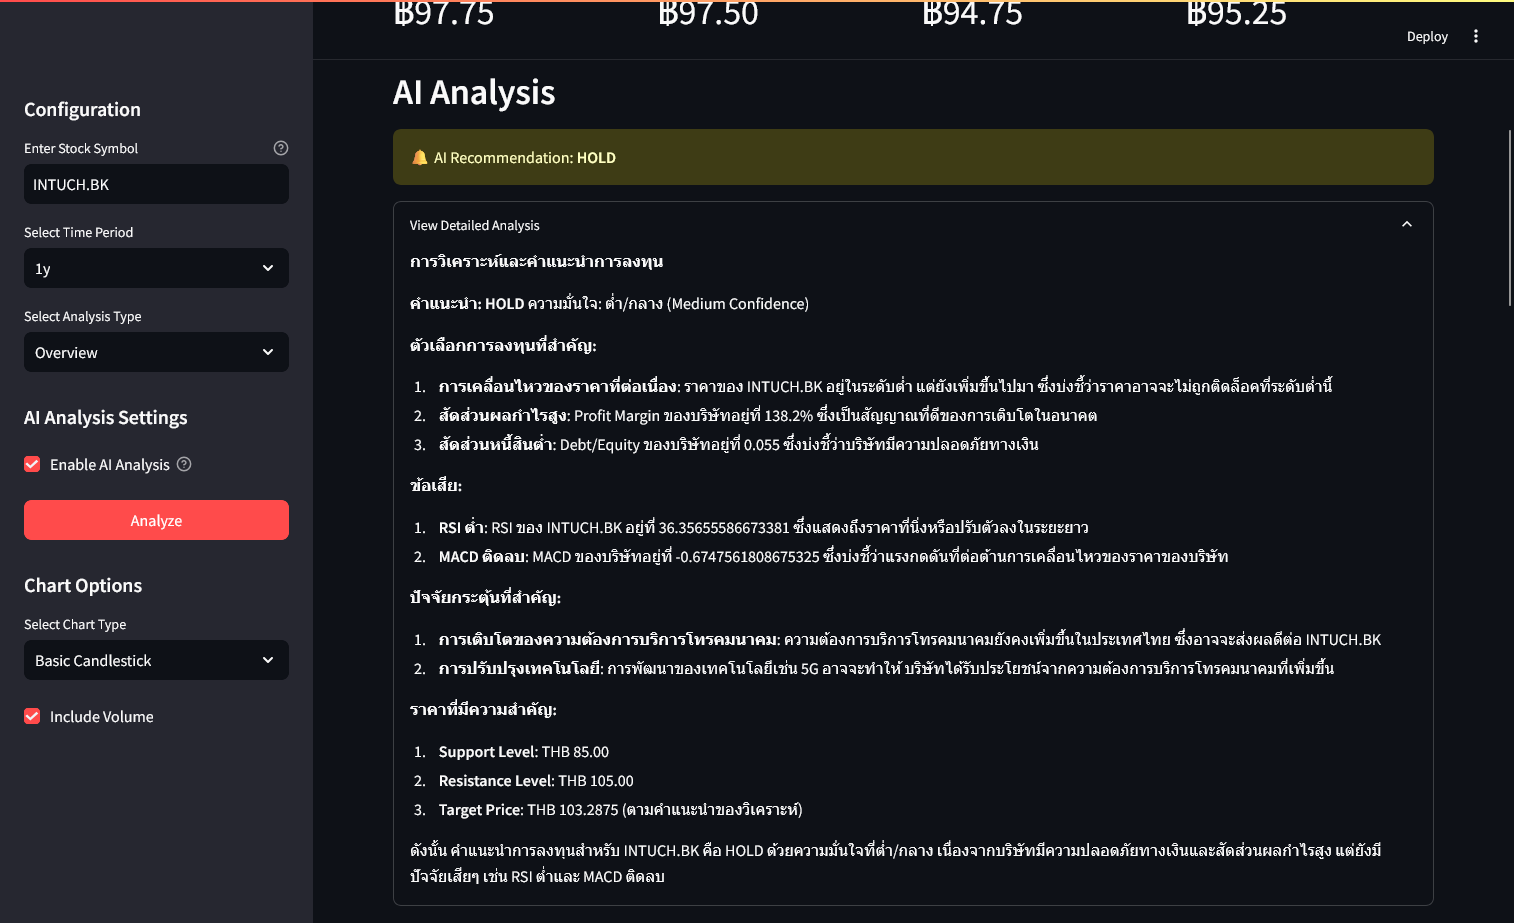 ฿97.75 ฿97.50 ฿94.75 ฿95.25
Deploy
Configuration
Enter Stock Symbol
INTUCH.BK
Select Time Period
1y
Select Analysis Type
Overview
AI Analysis Settings
Enable AI Analysis
Analyze
Chart Options
Select Chart Type
Basic Candlestick
Include Volume
AI Analysis
AI Recommendation: HOLD
View Detailed Analysis
การวิเคราะห์และคำแนะนำการลงทุน
คำแนะนำ: HOLD ความมั่นใจ: ต่ำ/กลาง (Medium Confidence)
ตัวเลือกการลงทุนที่สำคัญ:
1. การเคลื่อนไหวของราคาที่ต่อเนื่อง: ราคาของ INTUCH.BK อยู่ในระดับต่ำ แต่ยังเพิ่มขึ้นไปมา ซึ่งบ่งชี้ว่าราคาอาจจะไม่ถูกติดล็อคที่ระดับต่ำนี้
2. สัดส่วนผลกำไรสูง: Profit Margin ของบริษัทอยู่ที่ 138.2% ซึ่งเป็นสัญญาณที่ดีของการเติบโตในอนาคต
3. สัดส่วนหนี้สินต่ำ: Debt/Equity ของบริษัทอยู่ที่ 0.055 ซึ่งบ่งชี้ว่าบริษัทมีความปลอดภัยทางเงิน
ข้อเสีย:
1. RSI ต่ำ: RSI ของ INTUCH.BK อยู่ที่ 36.35655586673381 ซึ่งแสดงถึงราคาที่นิ่งหรือปรับตัวลงในระยะยาว
2. MACD ติดลบ: MACD ของบริษัทอยู่ที่ -0.6747561808675325 ซึ่งบ่งชี้ว่าแรงกดดันที่ต่อต้านการเคลื่อนไหวของราคาของบริษัท
ปัจจัยกระตุ้นที่สำคัญ:
1. การเติบโตของความต้องการบริการโทรคมนาคม: ความต้องการบริการโทรคมนาคมยังคงเพิ่มขึ้นในประเทศไทย ซึ่งอาจจะส่งผลดีต่อ INTUCH.BK
2. การปรับปรุงเทคโนโลยี: การพัฒนาของเทคโนโลยีเช่น 5G อาจจะทำให้ บริษัทได้รับประโยชน์จากความต้องการบริการโทรคมนาคมที่เพิ่มขึ้น
ราคาที่มีความสำคัญ:
1. Support Level: THB 85.00
2. Resistance Level: THB 105.00
3. Target Price: THB 103.2875 (ตามคำแนะนำของวิเคราะห์)
ดังนั้น คำแนะนำการลงทุนสำหรับ INTUCH.BK คือ HOLD ด้วยความมั่นใจที่ต่ำ/กลาง เนื่องจากบริษัทมีความปลอดภัยทางเงินและสัดส่วนผลกำไรสูง แต่ยังมี
ปัจจัยเสียๆ เช่น RSI ต่ำและ MACD ติดลบ